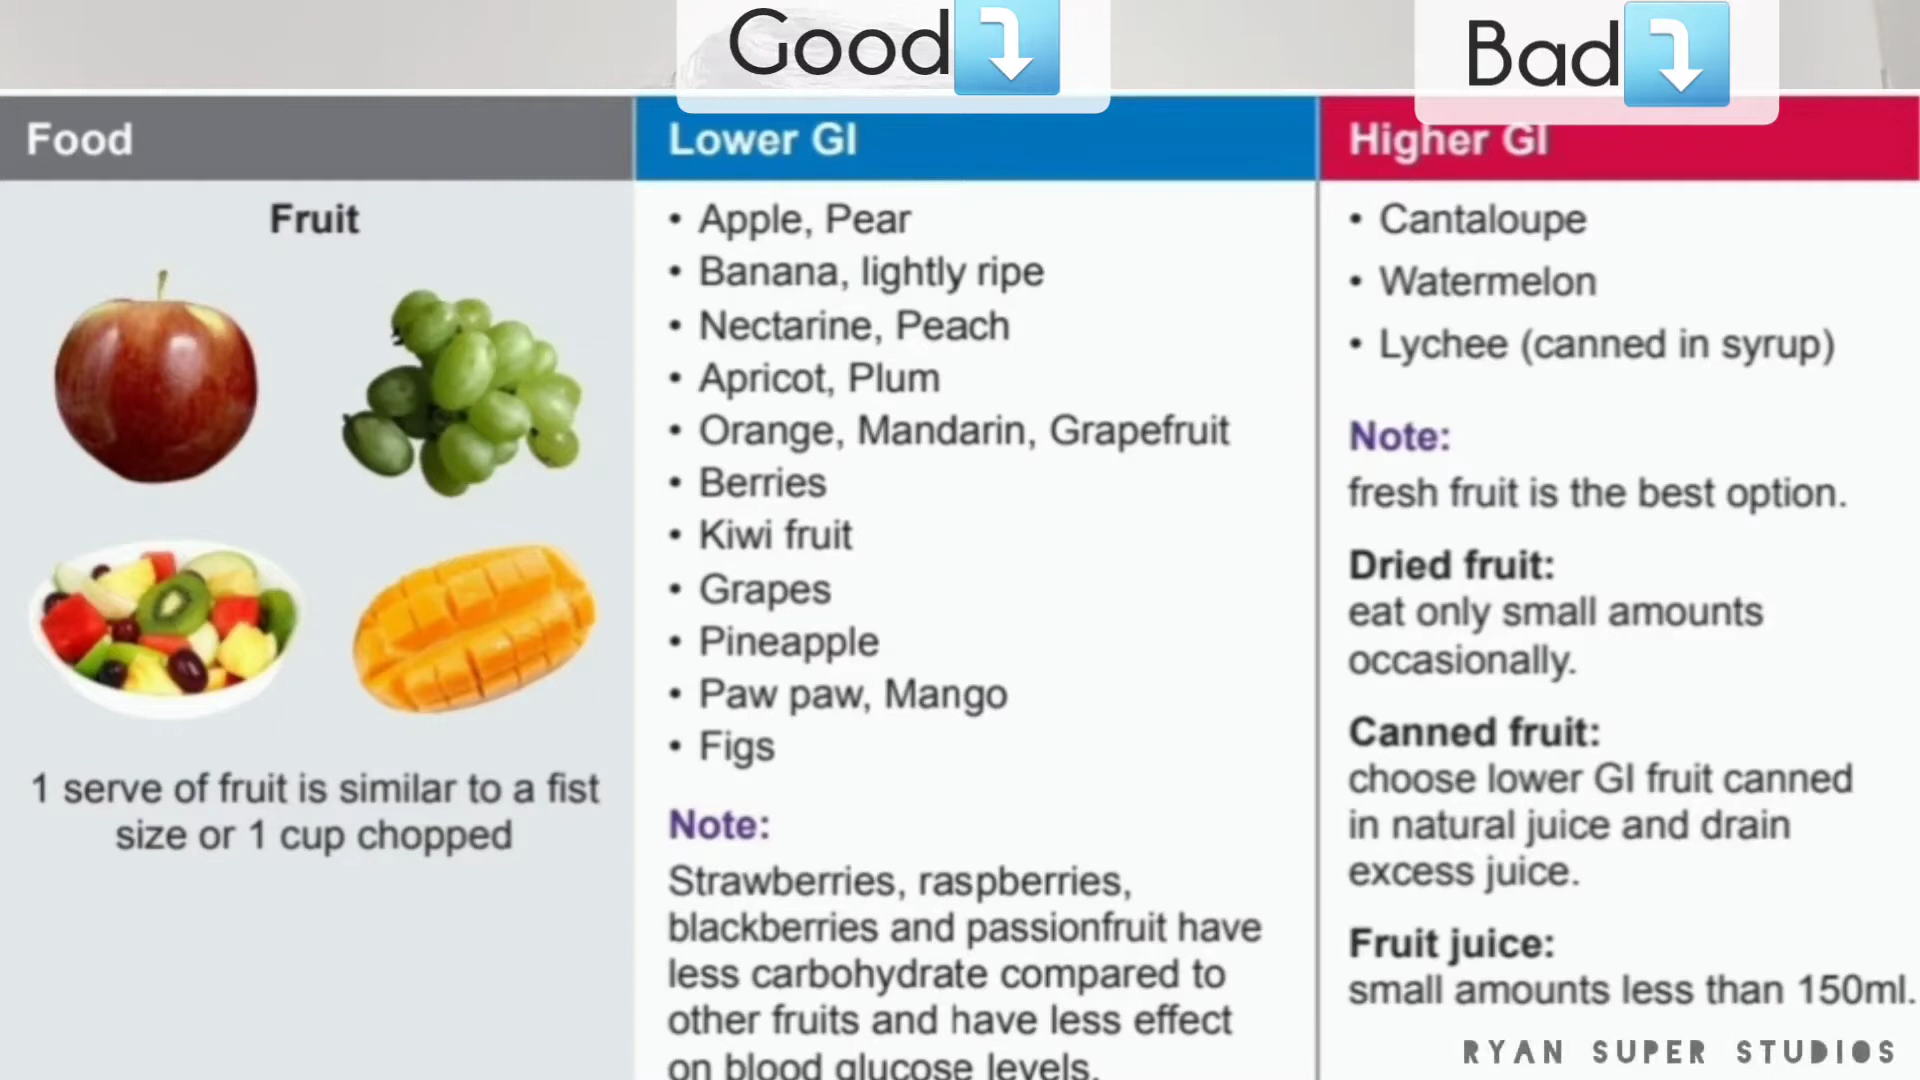 Good⤵️
Bad⤵️
Food
Lower GI
Higher GI
Fruit
1 serve of fruit is similar to a fist
size or 1 cup chopped
• Apple, Pear
• Banana, lightly ripe
• Nectarine, Peach
• Apricot, Plum
• Orange, Mandarin, Grapefruit
• Berries
• Kiwi fruit
• Grapes
• Pineapple
• Paw paw, Mango
• Figs
Note:
Strawberries, raspberries,
blackberries and passionfruit have
less carbohydrate compared to
other fruits and have less effect
on blood glucose levels.
• Cantaloupe
• Watermelon
• Lychee (canned in syrup)
Note:
fresh fruit is the best option.
Dried fruit:
eat only small amounts
occasionally.
Canned fruit:
choose lower GI fruit canned
in natural juice and drain
excess juice.
Fruit juice:
small amounts less than 150ml.
RYAN SUPER STUDIOS